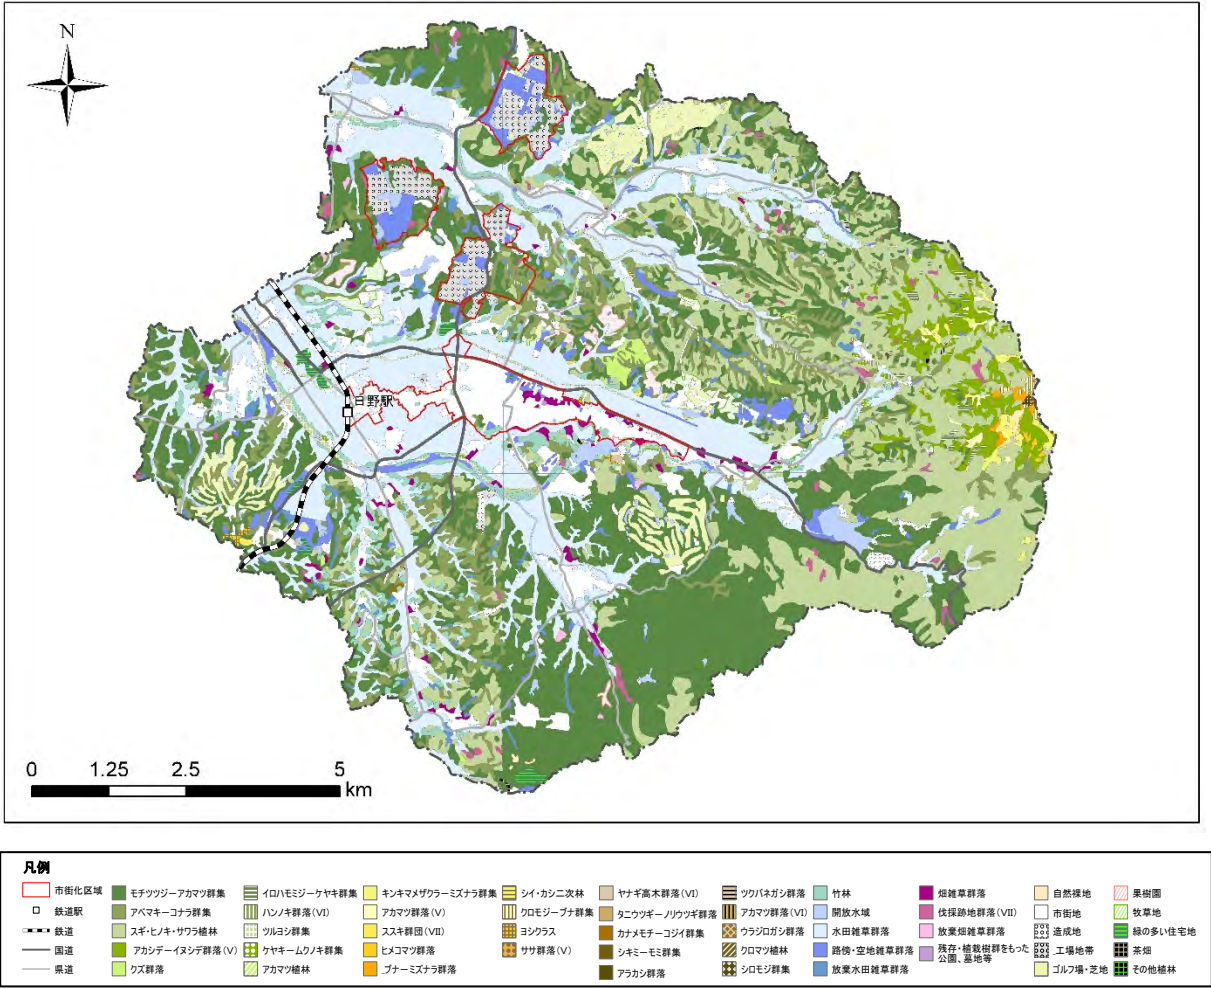 N
日野駅
0 1.25 2.5 5
km
凡例
市街化区域
鉄道駅
鉄道
国道
県道
モチツツジーアカマツ群集
アベマキーコナラ群集
スギ・ヒノキ・サワラ植林
アカシデーイヌシデ群落(V)
クズ群落
イロハモミジーケヤキ群集
ハンノキ群落(VI)
ツルヨシ群集
ケヤキームクノキ群集
アカマツ植林
キンキマメザクラーミズナラ群集
アカマツ群落(V)
ススキ群団(VII)
ヒメコマツ群落
ブナーミズナラ群落
シイ・カシ二次林
クロモジーブナ群集
ヨシクラス
ササ群落(V)
ヤナギ高木群落(VI)
タニウツギーノリウツギ群落
カナメモチーコジイ群集
シキミーモミ群集
アラカシ群落
ツクバネガシ群落
アカマツ群落(VI)
ウラジロガシ群落
クロマツ植林
シロモジ群集
竹林
開放水域
水田雑草群落
路傍・空地雑草群落
放棄水田雑草群落
畑雑草群落
伐採跡地群落(VII)
放棄畑雑草群落
残存・植栽樹群をもった
公園、墓地等
自然裸地
市街地
造成地
工場地帯
ゴルフ場・芝地
果樹園
牧草地
緑の多い住宅地
茶畑
その他植林